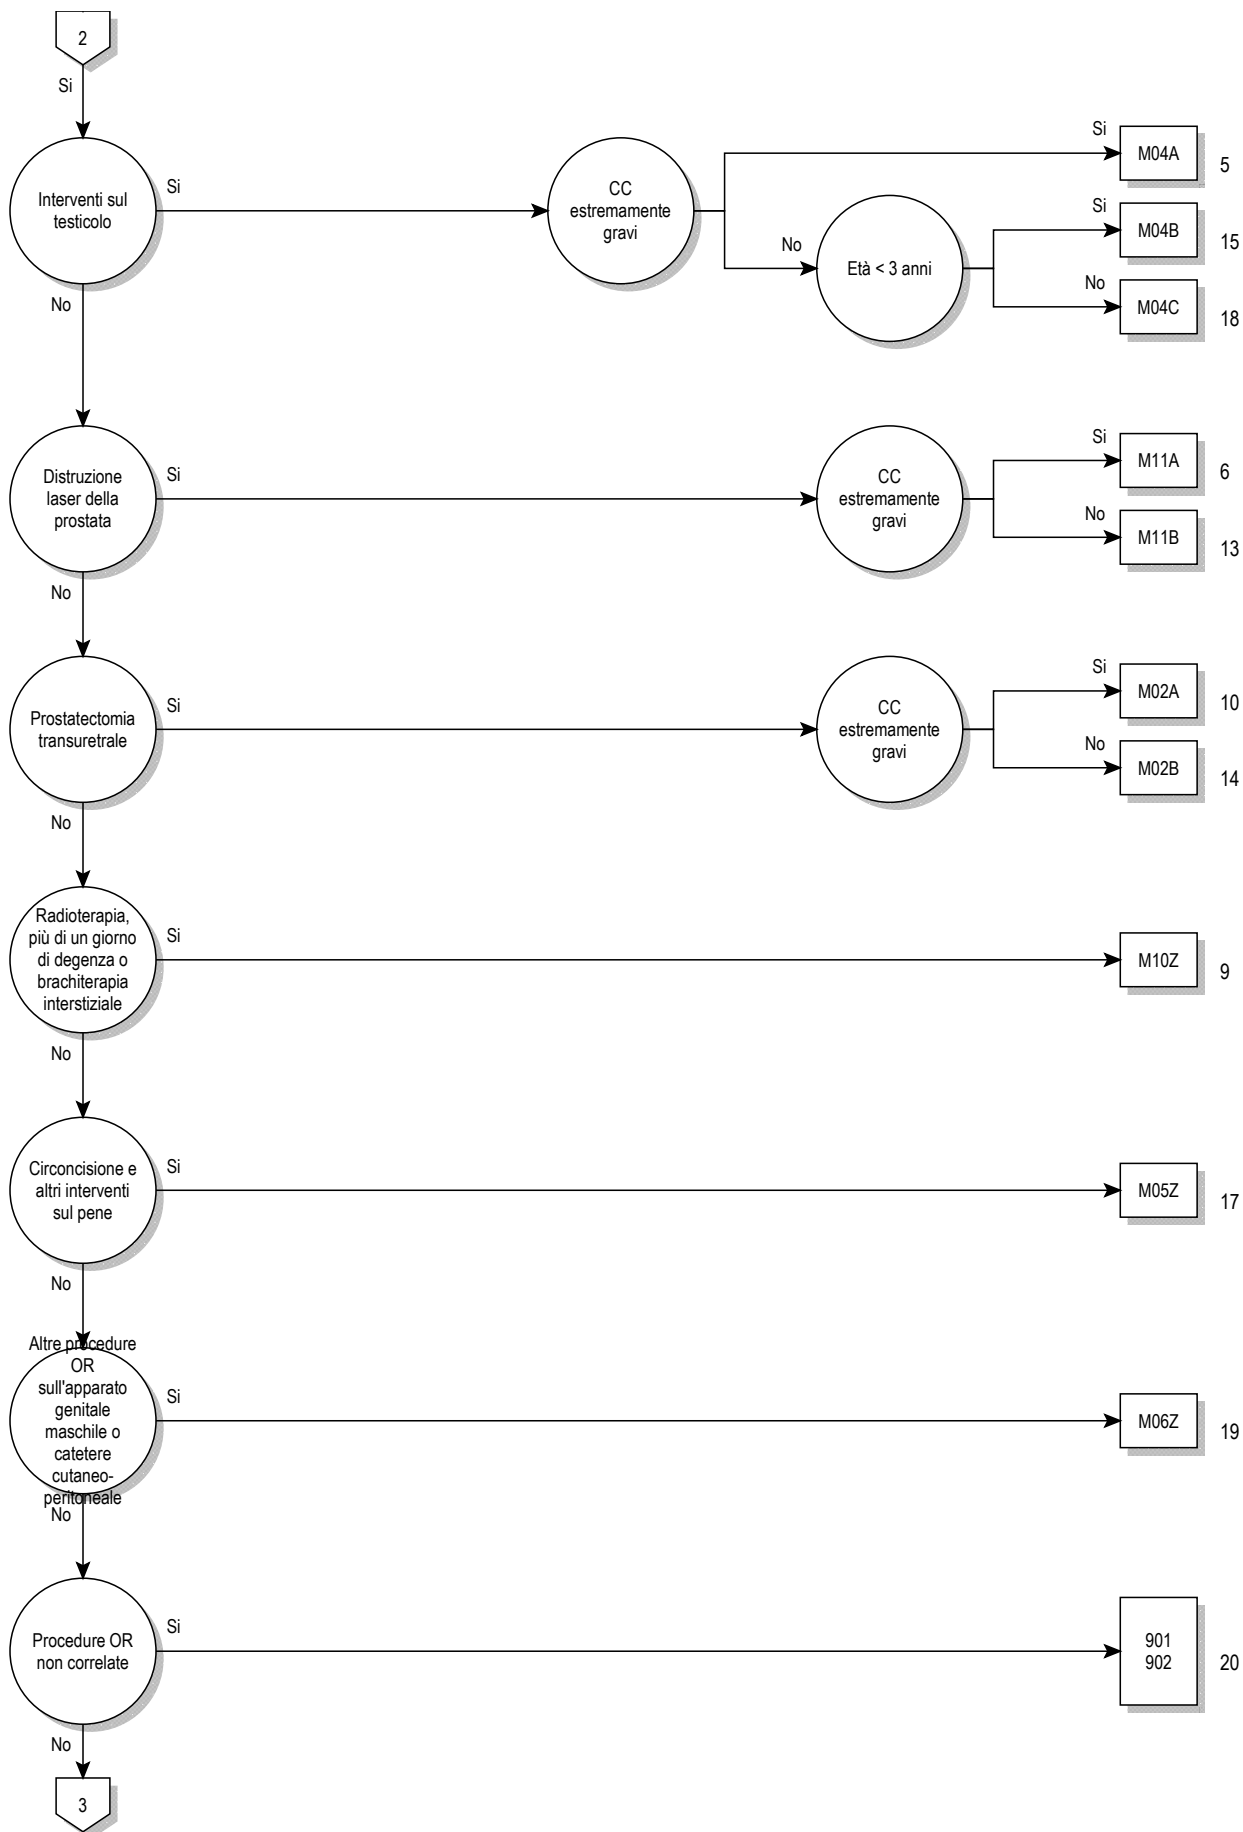 2
Si
Interventi sul
testicolo
Si
CC
estremamente
gravi
Si
M04A
5
No
Età < 3 anni
Si
M04B
15
No
M04C
18
No
Distruzione
laser della
prostata
Si
CC
estremamente
gravi
Si
M11A
6
No
M11B
13
No
Prostatectomia
transuretrale
Si
CC
estremamente
gravi
Si
M02A
10
No
M02B
14
No
Radioterapia,
più di un giorno
di degenza o
brachiterapia
interstiziale
Si
M10Z
9
No
Circoncisione e
altri interventi
sul pene
Si
M05Z
17
No
Altre procedure
OR
sull'apparato
genitale
maschile o
catetere
cutaneo-
peritoneale
Si
M06Z
19
No
Procedure OR
non correlate
Si
901
902
20
No
3